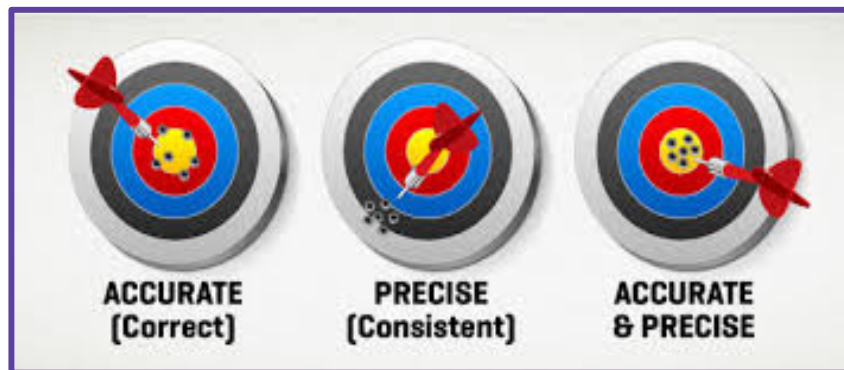 ACCURATE
(Correct)
PRECISE
(Consistent)
ACCURATE
& PRECISE